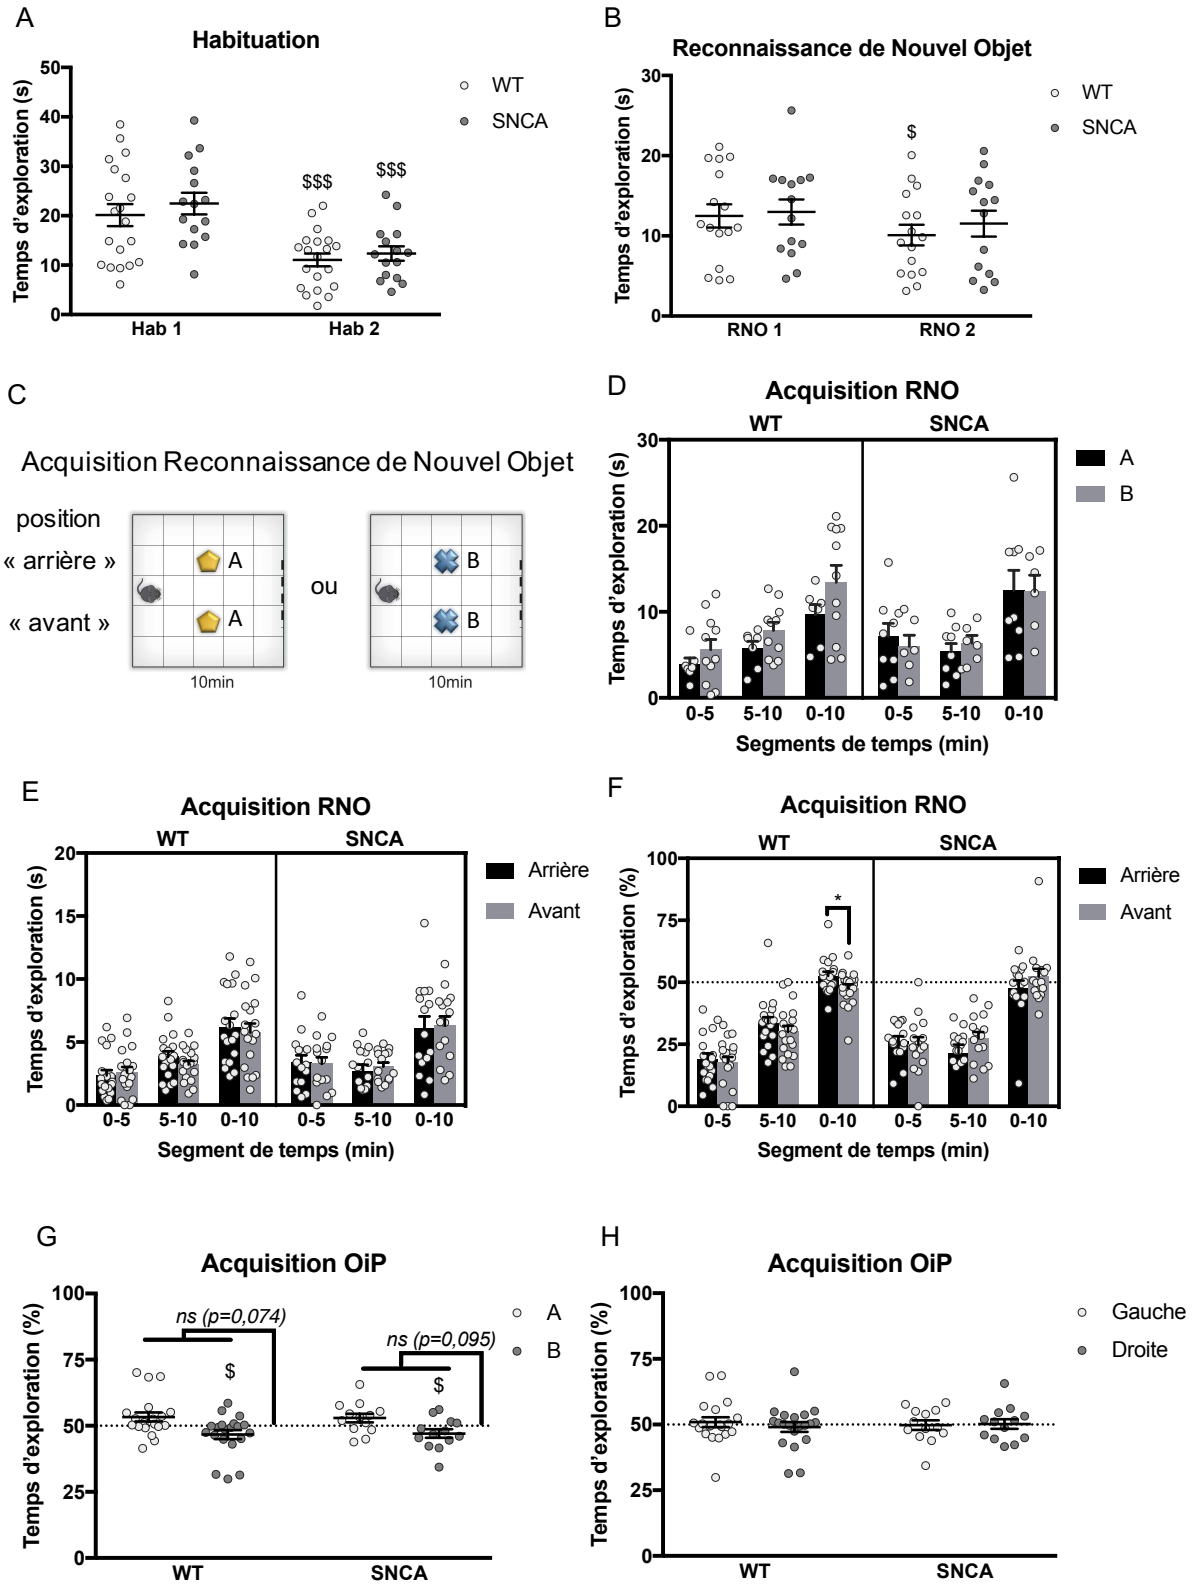 A
Habituation
Temps d’exploration (s)
50
40
30
20
10
0
$$$
$$$
Hab 1
Hab 2
WT
SNCA
B
Reconnaissance de Nouvel Objet
Temps d’exploration (s)
30
20
10
0
$
RNO 1
RNO 2
WT
SNCA
C
Acquisition Reconnaissance de Nouvel Objet
position
« arrière »
« avant »
A
A
10min
ou
B
B
10min
D
Acquisition RNO
WT
SNCA
Temps d’exploration (s)
30
20
10
0
0-5
5-10
0-10
0-5
5-10
0-10
Segments de temps (min)
A
B
E
Acquisition RNO
WT
SNCA
Temps d’exploration (s)
20
15
10
5
0
0-5
5-10
0-10
0-5
5-10
0-10
Segment de temps (min)
Arrière
Avant
F
Acquisition RNO
WT
SNCA
Temps d’exploration (%)
100
75
50
25
0
*
0-5
5-10
0-10
0-5
5-10
0-10
Segment de temps (min)
Arrière
Avant
G
Acquisition OiP
Temps d’exploration (%)
100
75
50
25
0
ns (p=0,074)
$
ns (p=0,095)
$
WT
SNCA
A
B
H
Acquisition OiP
Temps d’exploration (%)
100
75
50
25
0
WT
SNCA
Gauche
Droite